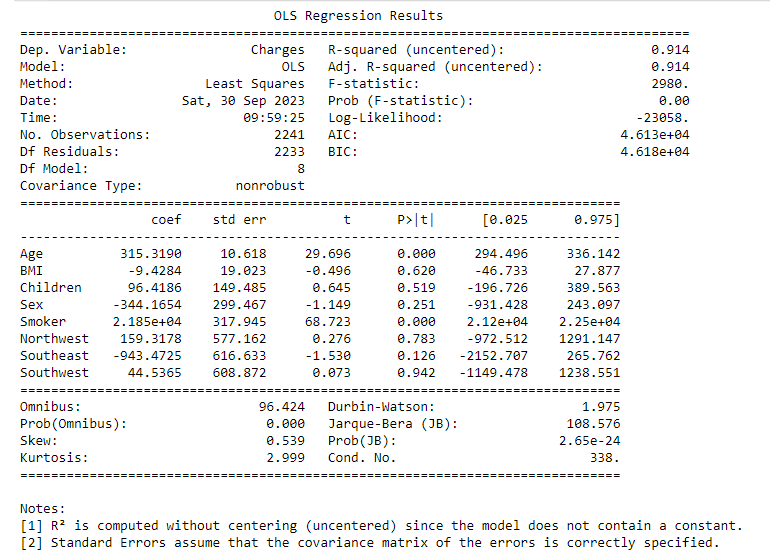 OLS Regression Results
==============================================================================
Dep. Variable: Charges R-squared (uncentered): 0.914
Model: OLS Adj. R-squared (uncentered): 0.914
Method: Least Squares F-statistic: 2980.
Date: Sat, 30 Sep 2023 Prob (F-statistic): 0.00
Time: 09:59:25 Log-Likelihood: -23058.
No. Observations: 2241 AIC: 4.613e+04
Df Residuals: 2233 BIC: 4.618e+04
Df Model: 8
Covariance Type: nonrobust
==============================================================================
coef std err t P>|t| [0.025 0.975]
------------------------------------------------------------------------------
Age 315.3190 10.618 29.696 0.000 294.496 336.142
BMI -9.4284 19.023 -0.496 0.620 -46.733 27.877
Children 96.4186 149.485 0.645 0.519 -196.726 389.563
Sex -344.1654 299.467 -1.149 0.251 -931.428 243.097
Smoker 2.185e+04 317.945 68.723 0.000 2.12e+04 2.25e+04
Northwest 159.3178 577.162 0.276 0.783 -972.512 1291.147
Southeast -943.4725 616.633 -1.530 0.126 -2152.707 265.762
Southwest 44.5365 608.872 0.073 0.942 -1149.478 1238.551
==============================================================================
Omnibus: 96.424 Durbin-Watson: 1.975
Prob(Omnibus): 0.000 Jarque-Bera (JB): 108.576
Skew: 0.539 Prob(JB): 2.65e-24
Kurtosis: 2.999 Cond. No. 338.
==============================================================================
Notes:
[1] R² is computed without centering (uncentered) since the model does not contain a constant.
[2] Standard Errors assume that the covariance matrix of the errors is correctly specified.